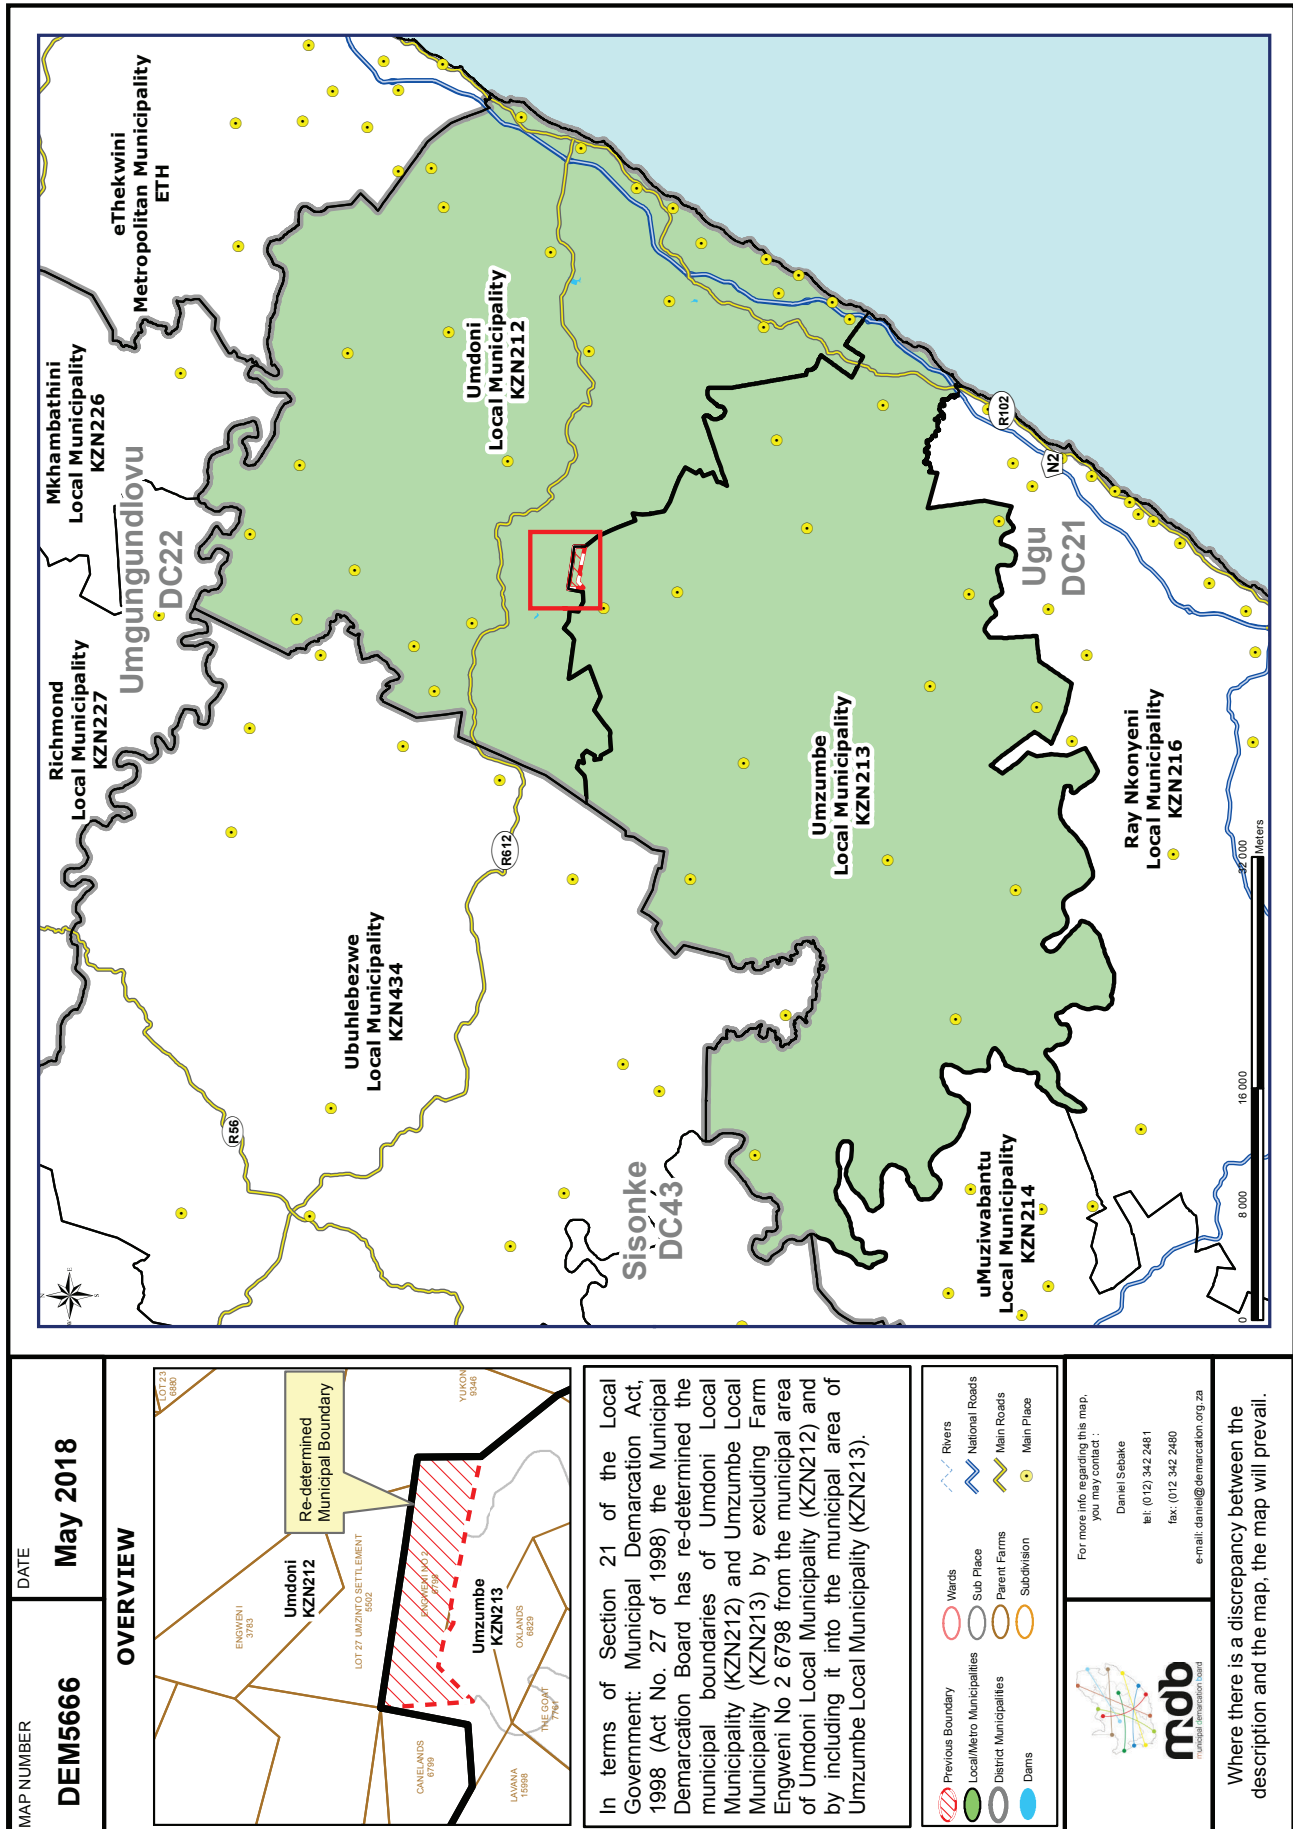 MAP NUMBER
DEM5666
DATE
May 2018
OVERVIEW
LOT 23
6880
ENGWENI
3783
Umdoni
KZN212
Re-determined
Municipal Boundary
LOT 27 UMZINTO SETTLEMENT
5502
YUKON
9346
ENGWENI NO 2
6798
CANELANDS
6799
Umzumbe
KZN213
OXLANDS
6829
LAVANA
15998
THE GOAT
7761
In terms of Section 21 of the Local
Government: Municipal Demarcation Act,
1998 (Act No. 27 of 1998) the Municipal
Demarcation Board has re-determined the
municipal boundaries of Umdoni Local
Municipality (KZN212) and Umzumbe Local
Municipality (KZN213) by excluding Farm
Engweni No 2 6798 from the municipal area
of Umdoni Local Municipality (KZN212) and
by including it into the municipal area of
Umzumbe Local Municipality (KZN213).
Previous Boundary
Local/Metro Municipalities
District Municipalities
Dams
Wards
Sub Place
Parent Farms
Subdivision
Rivers
National Roads
Main Roads
Main Place
mdb
municipal demarcation board
For more info regarding this map,
you may contact :
Daniel Sebake
tel: (012) 342 2481
fax: (012 342 2480
e-mail: daniel@demarcation.org.za
Where there is a discrepancy between the
description and the map, the map will prevail.
N
E
S
W
Richmond
Local Municipality
KZN227
Mkhambathini
Local Municipality
KZN226
eThekwini
Metropolitan Municipality
ETH
Umgungundlovu
DC22
R56
Ubuhlebezwe
Local Municipality
KZN434
R612
Umdoni
Local Municipality
KZN212
Sisonke
DC43
Umzumbe
Local Municipality
KZN213
uMuziwabantu
Local Municipality
KZN214
Ugu
DC21
N2
R102
Ray Nkonyeni
Local Municipality
KZN216
0
8 000
16 000
32 000
Meters